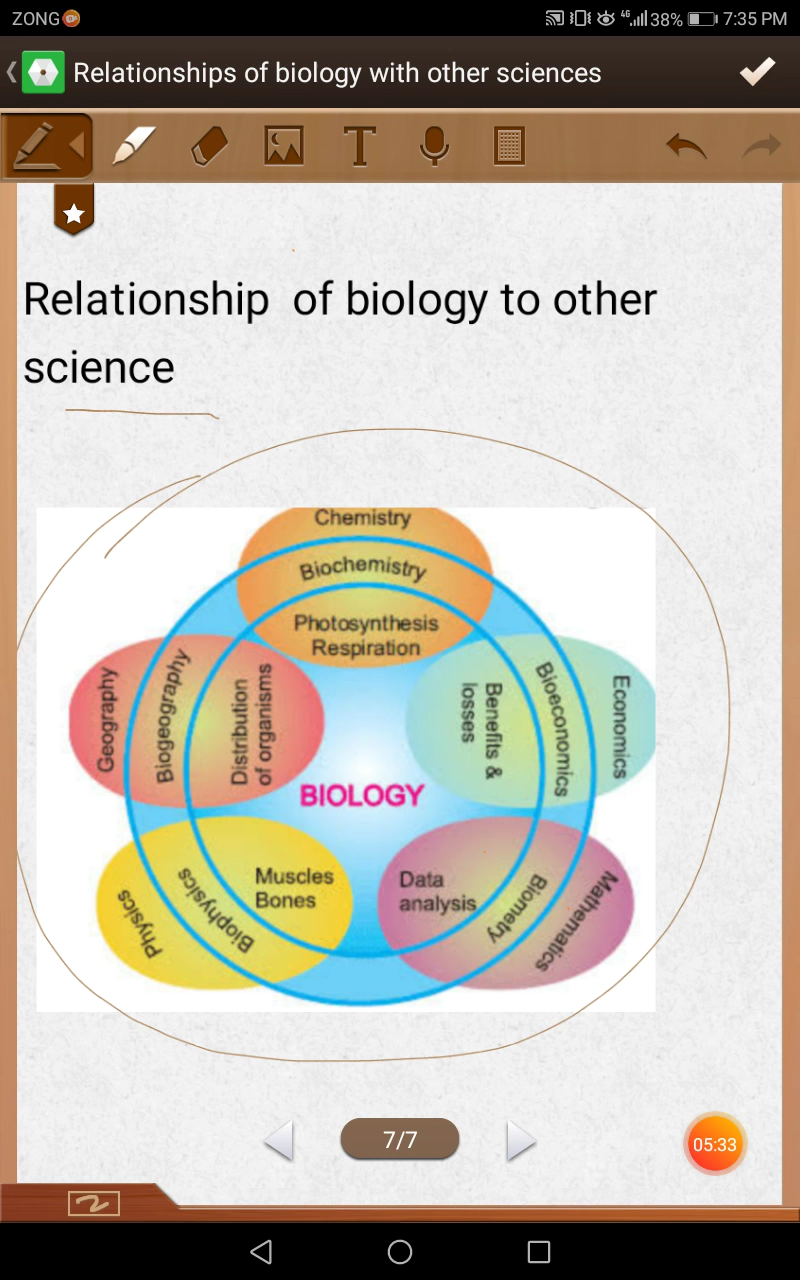 ZONG
4G
38%
7:35 PM
Relationships of biology with other sciences
T
Relationship of biology to other
science
Chemistry
Biochemistry
Photosynthesis
Respiration
Geography
Biogeography
Distribution
of organisms
Benefits &
losses
Bioeconomics
Economics
BIOLOGY
Physics
Biophysics
Muscles
Bones
Data
analysis
Biometry
Mathematics
7/7
05:33